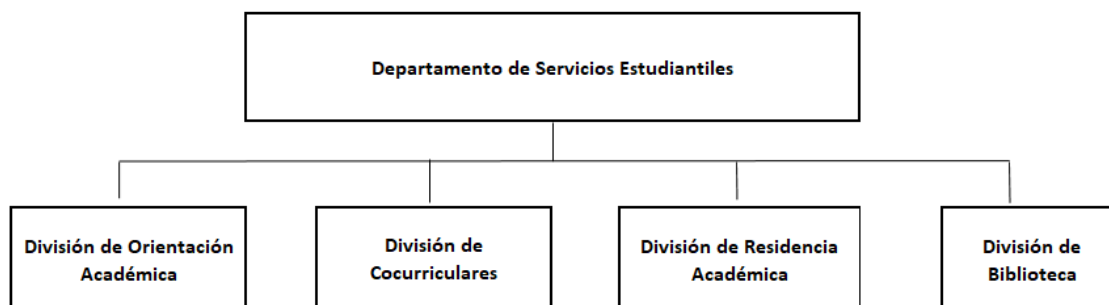 Departamento de Servicios Estudiantiles
División de Orientación
Académica
División de
Cocurriculares
División de Residencia
Académica
División de
Biblioteca